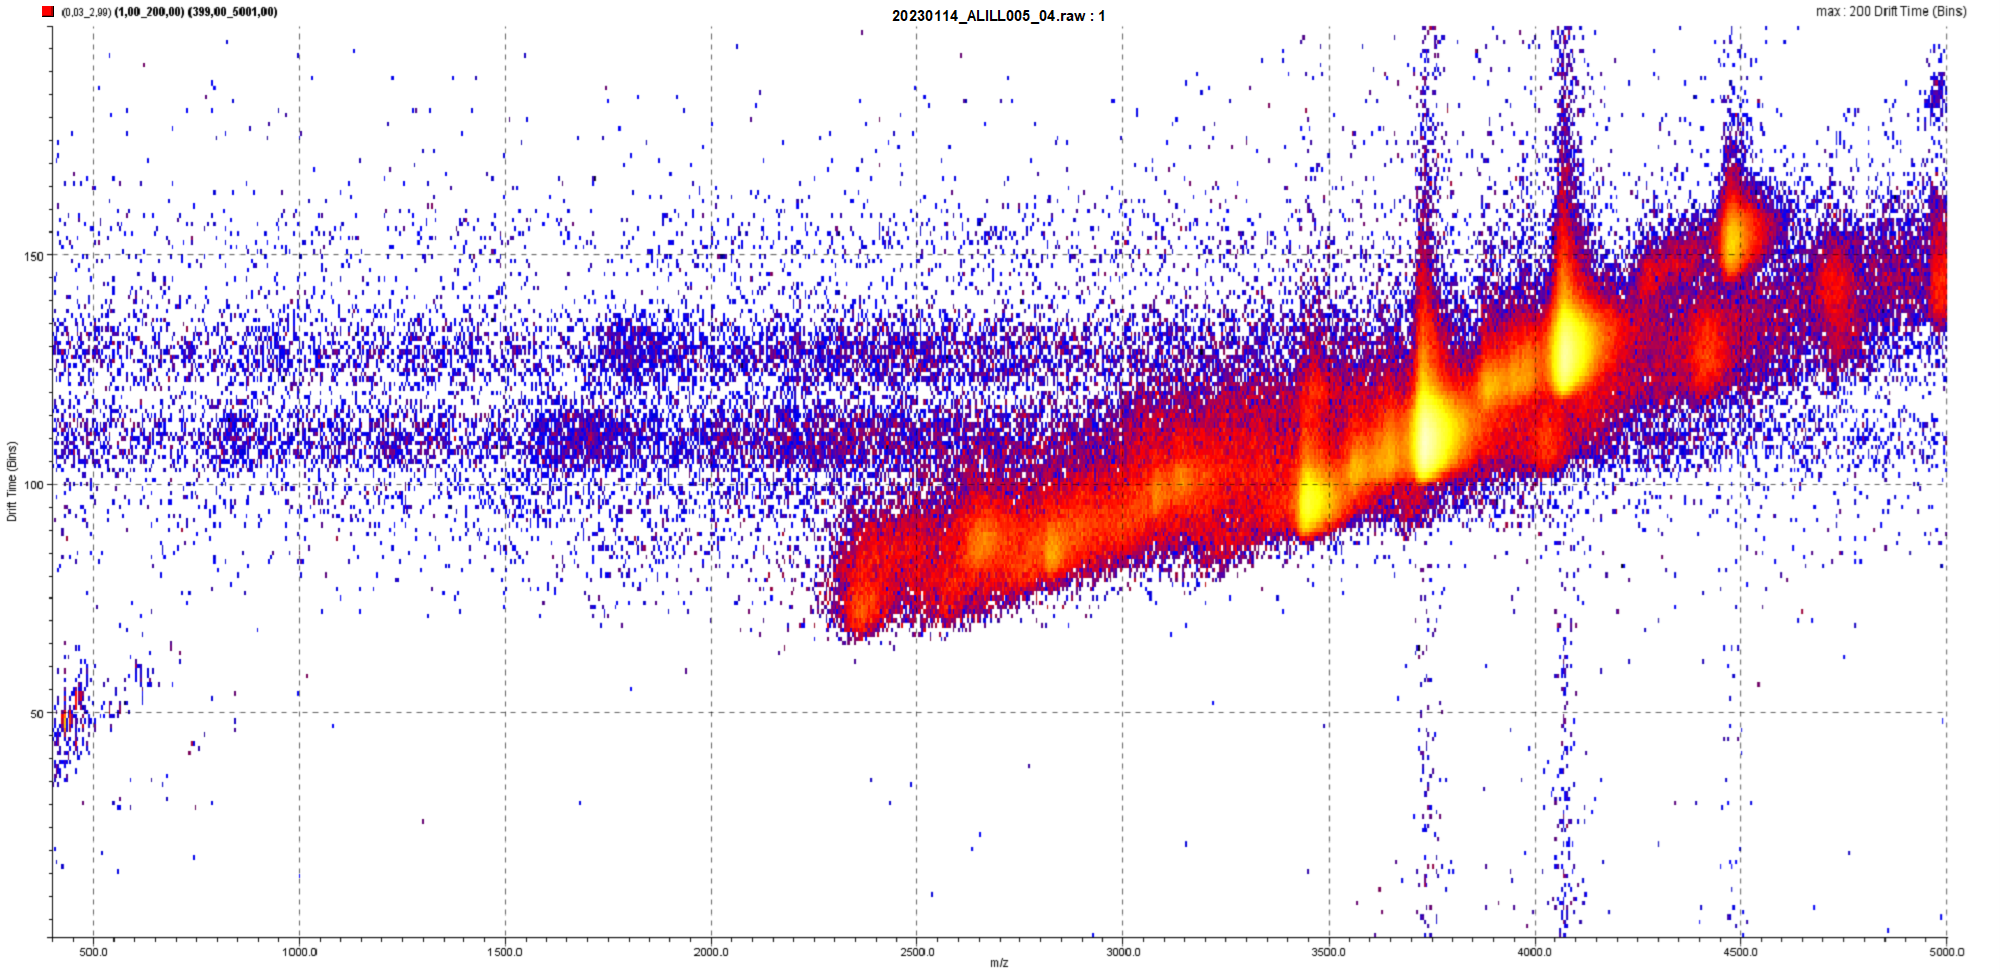 (0,03_2,99) (1,00_200,00) (399,00_5001,00)
20230114_ALILL005_04.raw : 1
max : 200 Drift Time (Bins)
150
100
50
Drift Time (Bins)
500.0
1000.0
1500.0
2000.0
2500.0
3000.0
3500.0
4000.0
4500.0
5000.0
m/z